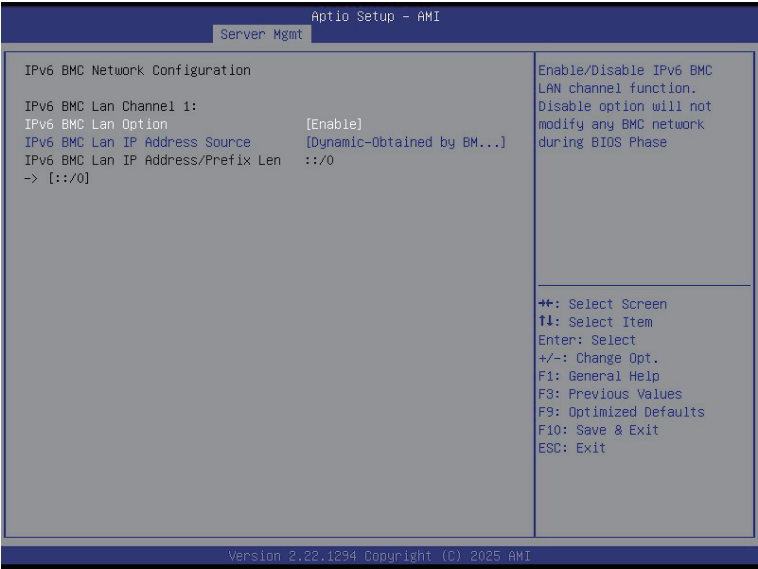 Aptio Setup – AMI
Server Mgmt
IPv6 BMC Network Configuration
IPv6 BMC Lan Channel 1:
IPv6 BMC Lan Option [Enable]
IPv6 BMC Lan IP Address Source [Dynamic-Obtained by BM...]
IPv6 BMC Lan IP Address/Prefix Len ::/0
-> [::/0]
Enable/Disable IPv6 BMC
LAN channel function.
Disable option will not
modify any BMC network
during BIOS Phase
→←: Select Screen
↑↓: Select Item
Enter: Select
+/-: Change Opt.
F1: General Help
F3: Previous Values
F9: Optimized Defaults
F10: Save & Exit
ESC: Exit
Version 2.22.1294 Copyright (C) 2025 AMI